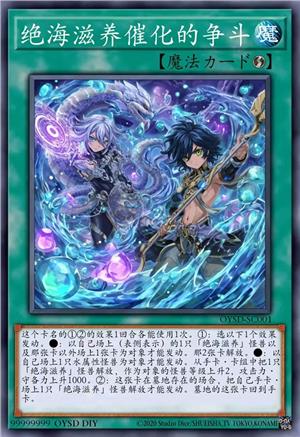 绝海滋养催化的争斗
魔
【魔法カード】
OYSD-SC001
这个卡名的①②的效果1回合各能使用1次。①：选以下1个效果
发动。●：以自己场上（表侧表示）的1只「绝海滋养」怪兽以
及那张卡以外场上1张卡为对象才能发动。那2张卡解放。●：以
自己场上1只水属性怪兽为对象才能发动。从手卡·卡组中把1只
「绝海滋养」怪兽解放，作为对象的怪兽等级上升2，攻击力·
守备力上升1000。②：这张卡在墓地存在的场合，把自己手卡·
场上1只「绝海滋养」怪兽解放才能发动。墓地的这张卡回到手
卡。
99999999 OYSD DIY
©2020 Studio Dice/SHUEISHA, TV TOKYO, KONAMI